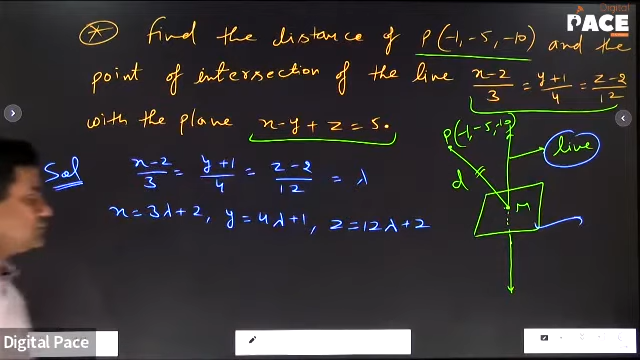 Digital
PACE
* Find the distance of P(-1,-5,-10) and the
point of intersection of the line x-2/3 = y+1/4 = z-2/12
with the plane x-y+z=5.
Sol x-2/3 = y+1/4 = z-2/12 = λ
x=3λ+2, y=4λ+1, z=12λ+2
P(-1,-5,-10)
line
d
M
Digital Pace